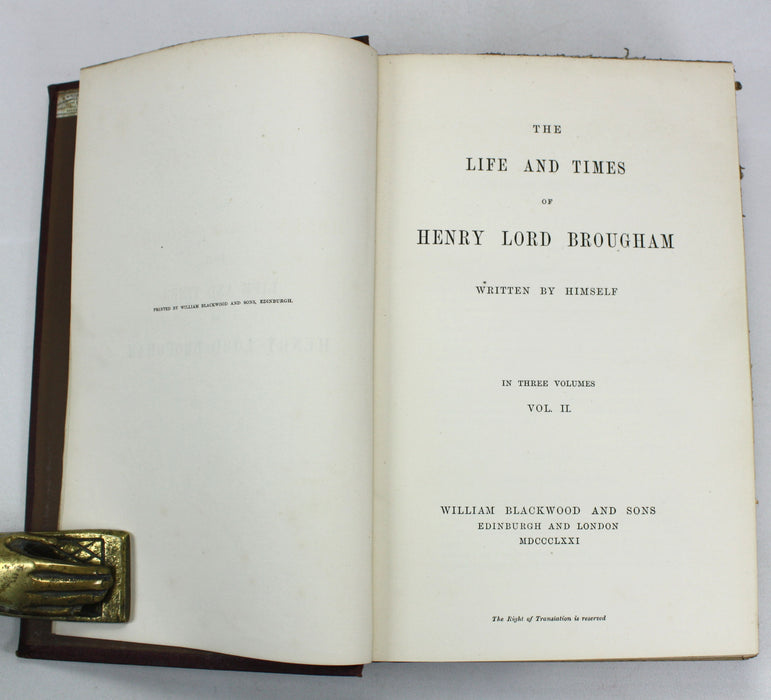 PRINTED BY WILLIAM BLACKWOOD AND SONS, EDINBURGH.
THE
LIFE AND TIMES
OF
HENRY LORD BROUGHAM
WRITTEN BY HIMSELF
IN THREE VOLUMES
VOL. II.
WILLIAM BLACKWOOD AND SONS
EDINBURGH AND LONDON
MDCCCLXXI
The Right of Translation is reserved